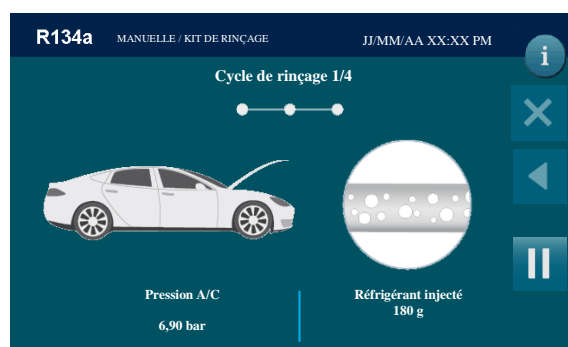 R134a MANUELLE / KIT DE RINÇAGE JJ/MM/AA XX:XX PM
i
Cycle de rinçage 1/4
Pression A/C
6,90 bar
Réfrigérant injecté
180 g